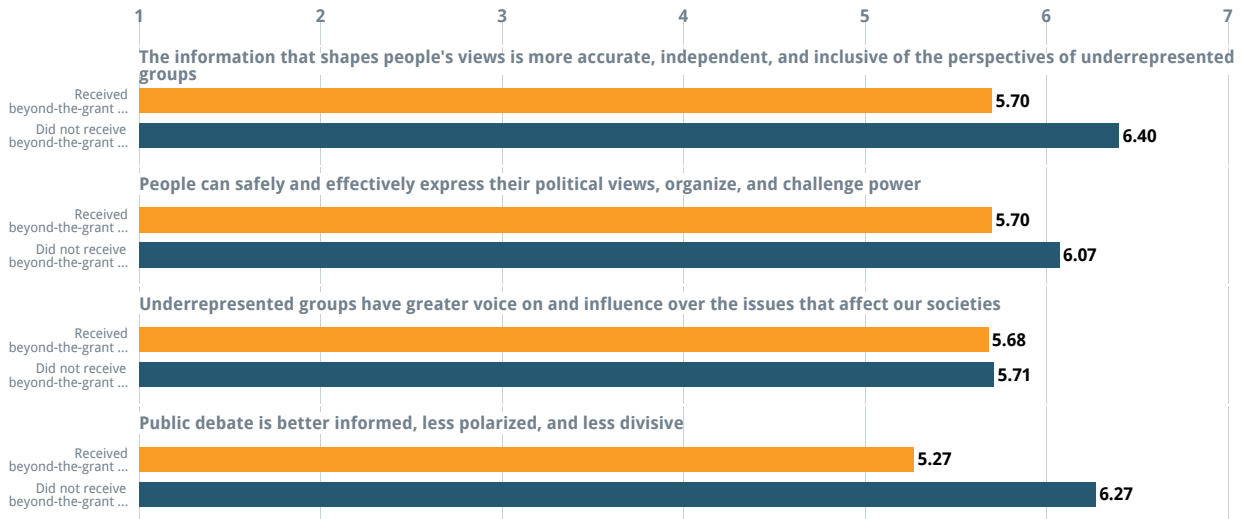 1 2 3 4 5 6 7
The information that shapes people's views is more accurate, independent, and inclusive of the perspectives of underrepresented
groups
Received
beyond-the-grant ...
5.70
Did not receive
beyond-the-grant ...
6.40
People can safely and effectively express their political views, organize, and challenge power
Received
beyond-the-grant ...
5.70
Did not receive
beyond-the-grant ...
6.07
Underrepresented groups have greater voice on and influence over the issues that affect our societies
Received
beyond-the-grant ...
5.68
Did not receive
beyond-the-grant ...
5.71
Public debate is better informed, less polarized, and less divisive
Received
beyond-the-grant ...
5.27
Did not receive
beyond-the-grant ...
6.27